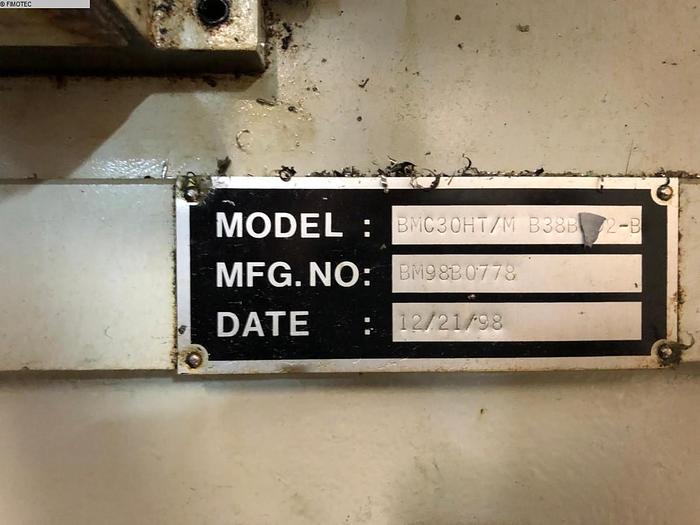 © FIMOTEC
MODEL : BMC30HT/M
MFG.NO: BM98B0778
DATE : 12/21/98